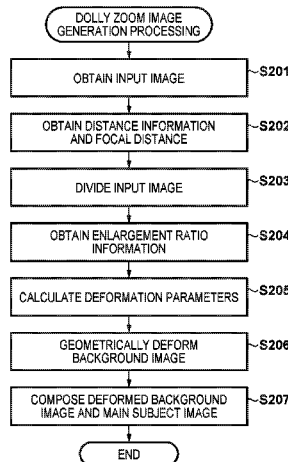 DOLLY ZOOM IMAGE
GENERATION PROCESSING
OBTAIN INPUT IMAGE
S201
OBTAIN DISTANCE INFORMATION
AND FOCAL DISTANCE
S202
DIVIDE INPUT IMAGE
S203
OBTAIN ENLARGEMENT RATIO
INFORMATION
S204
CALCULATE DEFORMATION PARAMETERS
S205
GEOMETRICALLY DEFORM
BACKGROUND IMAGE
S206
COMPOSE DEFORMED BACKGROUND
IMAGE AND MAIN SUBJECT IMAGE
S207
END